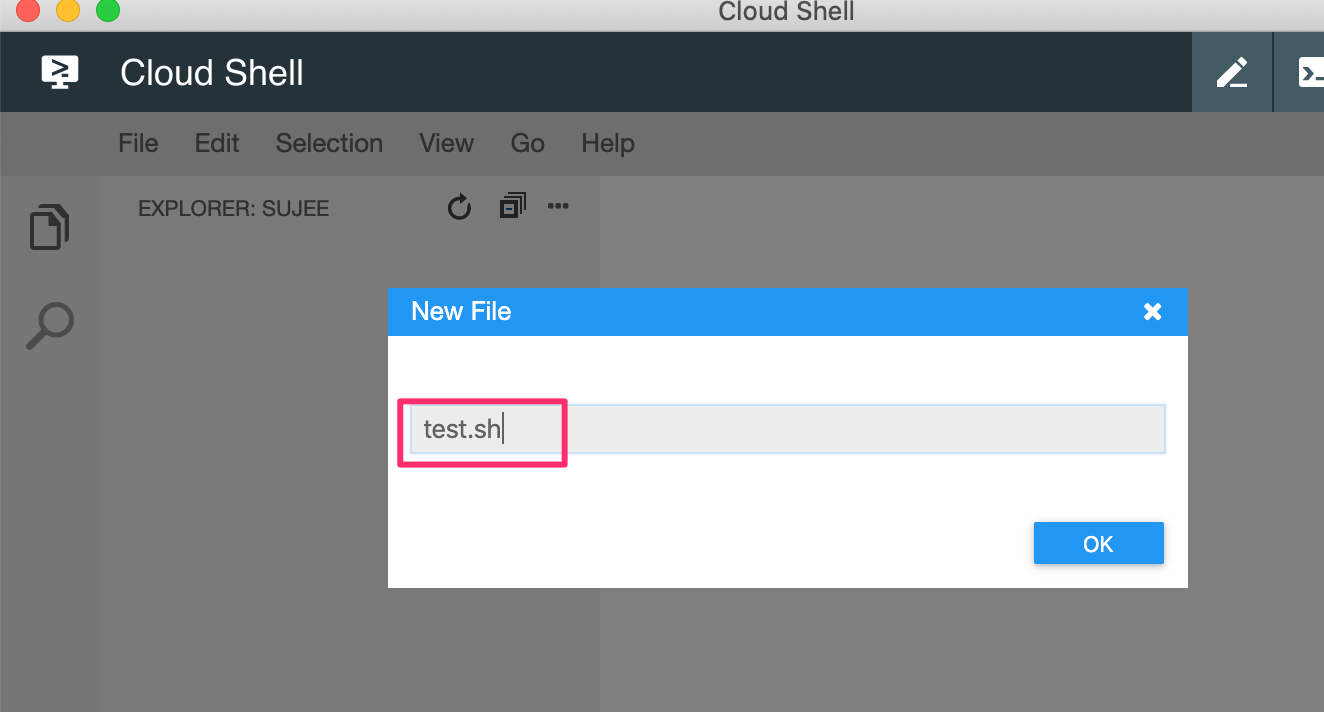 Cloud Shell
Cloud Shell
File Edit Selection View Go Help
EXPLORER: SUJEE
New File
test.sh
OK